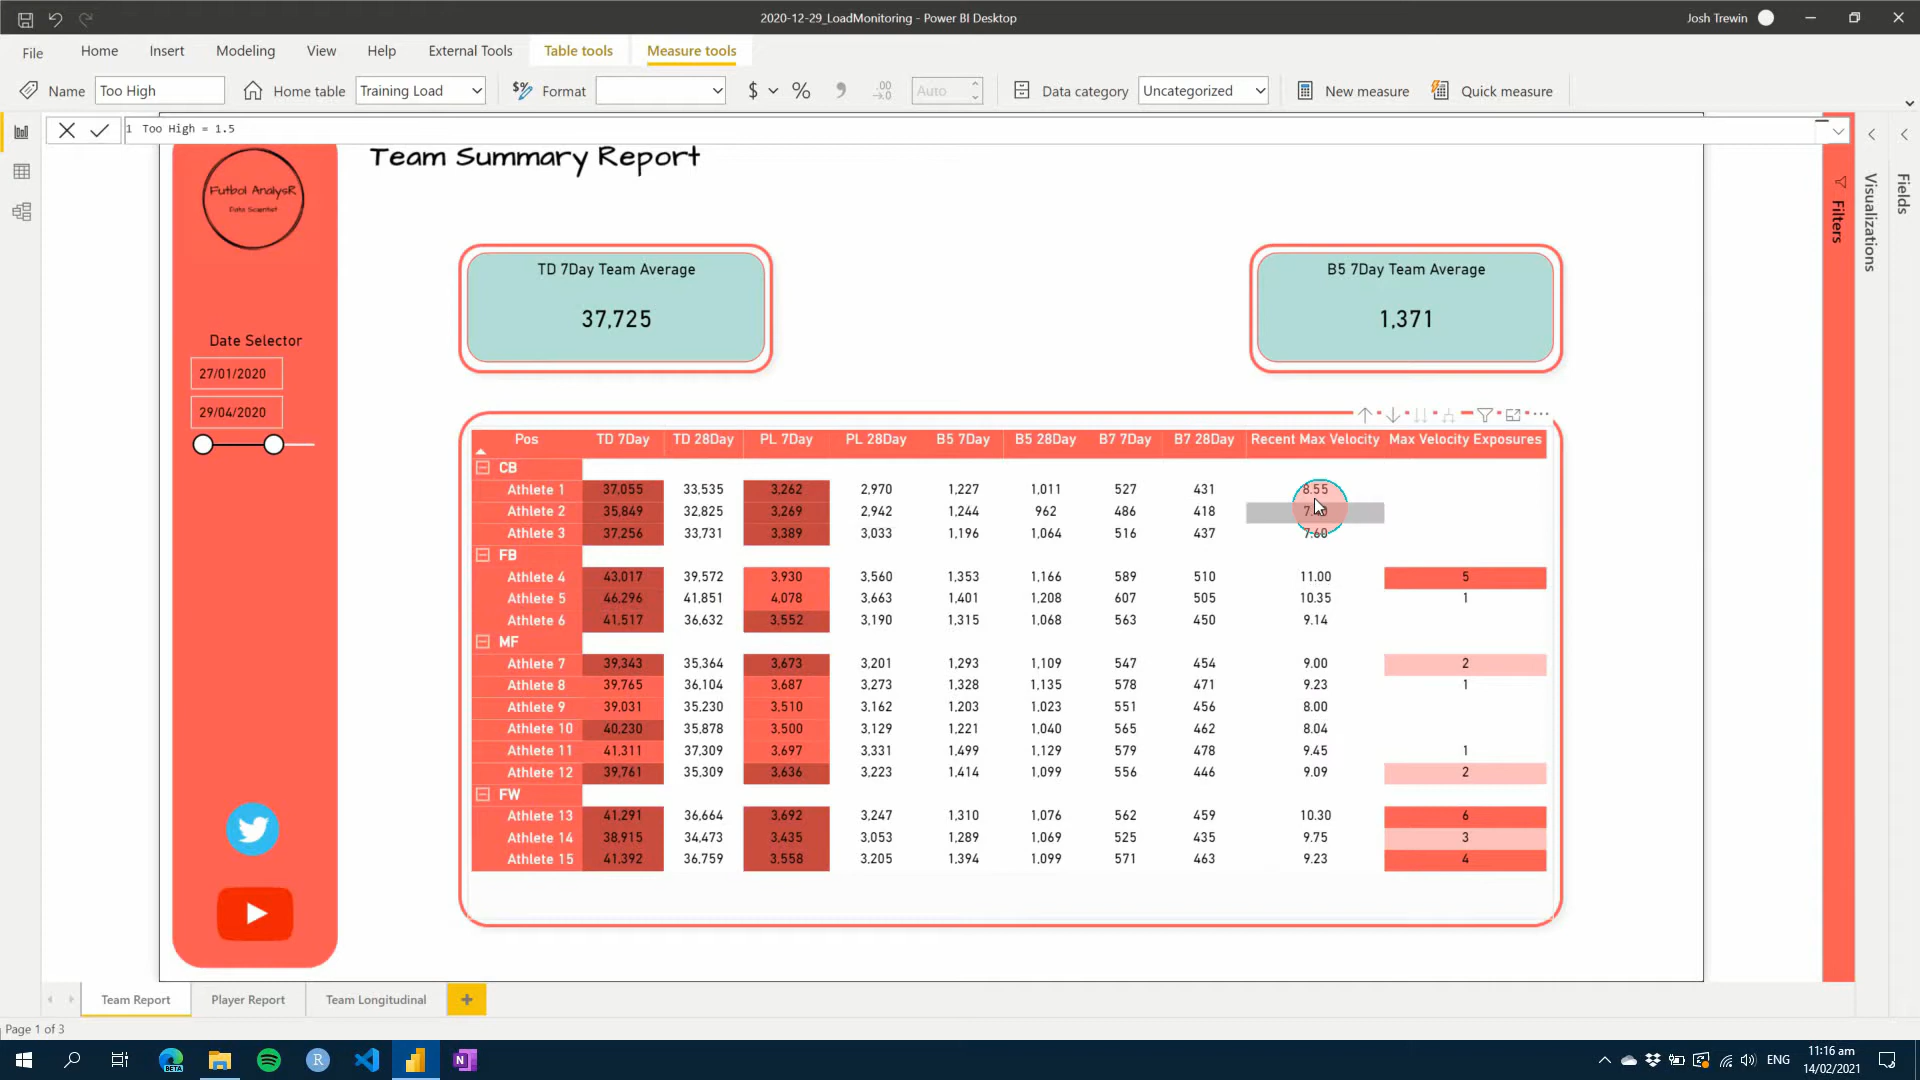 2020-12-29_LoadMonitoring - Power BI Desktop
Josh Trewin
File Home Insert Modeling View Help External Tools Table tools Measure tools
Name Too High Home table Training Load Format $ % Auto Data category Uncategorized New measure Quick measure
1 Too High = 1.5
Futbol AnalysR
Data Scientist
Team Summary Report
TD 7Day Team Average
37,725
B5 7Day Team Average
1,371
Date Selector
27/01/2020
29/04/2020
Pos TD 7Day TD 28Day PL 7Day PL 28Day B5 7Day B5 28Day B7 7Day B7 28Day Recent Max Velocity Max Velocity Exposures
CB
Athlete 1 37,055 33,535 3,262 2,970 1,227 1,011 527 431 8.55
Athlete 2 35,849 32,825 3,269 2,942 1,244 962 486 418
Athlete 3 37,256 33,731 3,389 3,033 1,196 1,064 516 437 7.60
FB
Athlete 4 43,017 39,572 3,930 3,560 1,353 1,166 589 510 11.00 5
Athlete 5 46,296 41,851 4,078 3,663 1,401 1,208 607 505 10.35 1
Athlete 6 41,517 36,632 3,552 3,190 1,315 1,068 563 450 9.14
MF
Athlete 7 39,343 35,364 3,673 3,201 1,293 1,109 547 454 9.00 2
Athlete 8 39,765 36,104 3,687 3,273 1,328 1,135 578 471 9.23 1
Athlete 9 39,031 35,230 3,510 3,162 1,203 1,023 551 456 8.00
Athlete 10 40,230 35,878 3,500 3,129 1,221 1,040 565 462 8.04
Athlete 11 41,311 37,309 3,697 3,331 1,499 1,129 579 478 9.45 1
Athlete 12 39,761 35,309 3,636 3,223 1,414 1,099 556 446 9.09 2
FW
Athlete 13 41,291 36,664 3,692 3,247 1,310 1,076 562 459 10.30 6
Athlete 14 38,915 34,473 3,435 3,053 1,289 1,069 525 435 9.75 3
Athlete 15 41,392 36,759 3,558 3,205 1,394 1,099 571 463 9.23 4
Filters
Visualizations
Fields
Team Report Player Report Team Longitudinal
Page 1 of 3
BETA
ENG
11:16 am
14/02/2021